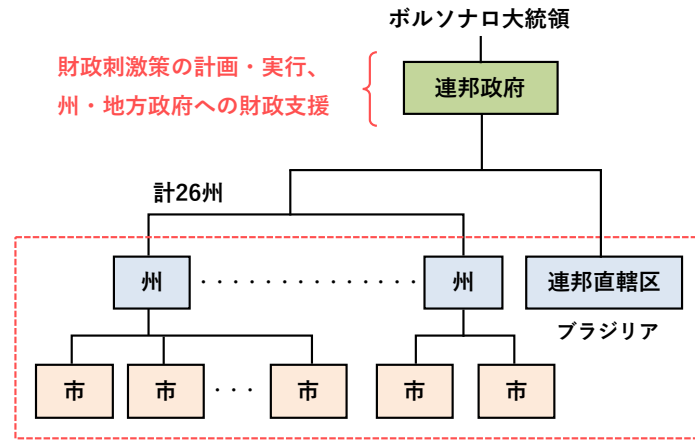 ボルソナロ大統領
財政刺激策の計画・実行、
州・地方政府への財政支援
連邦政府
計26州
州
・・・・・・・・・・・・・・
州
連邦直轄区
ブラジリア
市
市
・・・
市
市
市